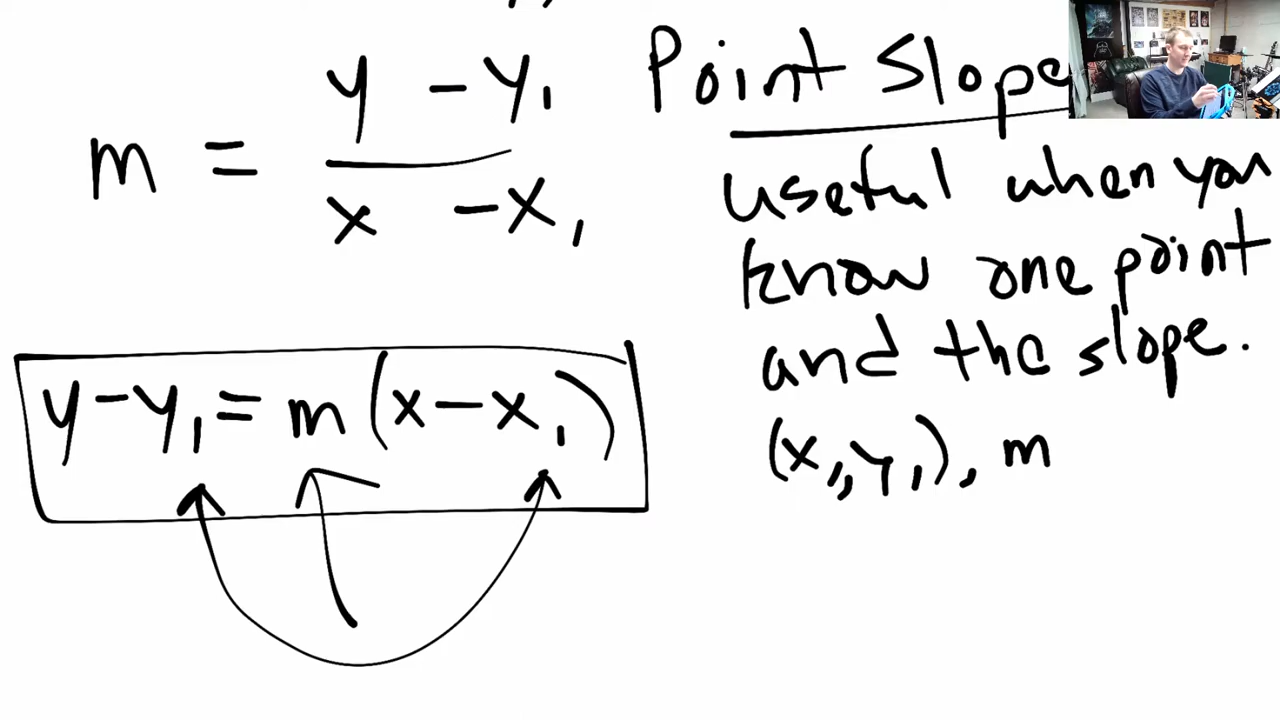 m = y - y₁ / x - x₁
y - y₁ = m(x - x₁)
Point Slope
useful when you
know one point
and the slope.
(x₁, y₁), m